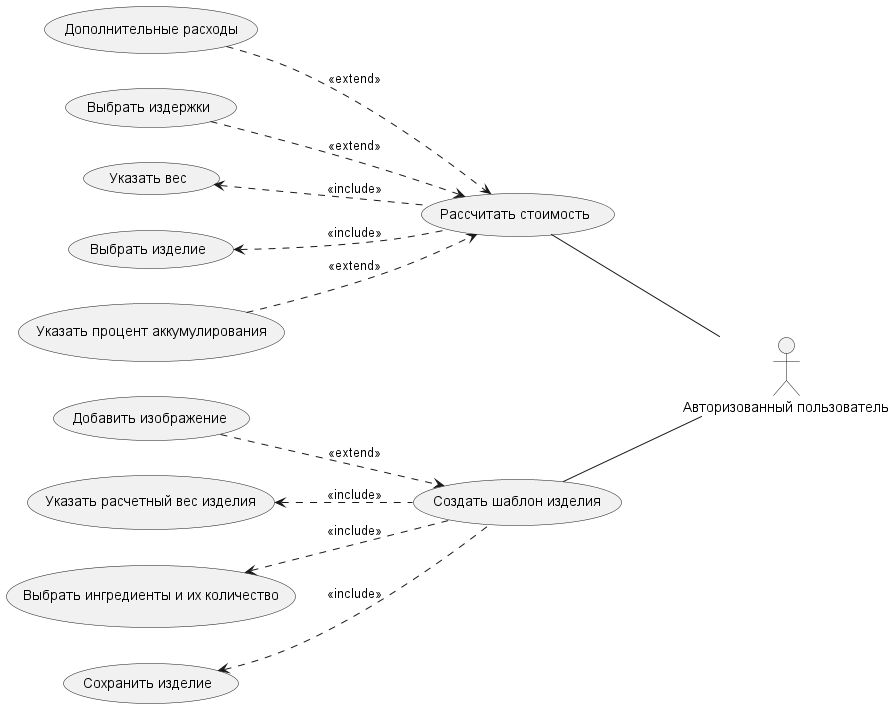 Дополнительные расходы
<<extend>>
Выбрать издержки
<<extend>>
Указать вес
<<include>>
Рассчитать стоимость
Выбрать изделие
<<include>>
<<extend>>
Указать процент аккумулирования
Авторизованный пользователь
Добавить изображение
<<extend>>
Указать расчетный вес изделия
<<include>>
Создать шаблон изделия
<<include>>
Выбрать ингредиенты и их количество
<<include>>
Сохранить изделие